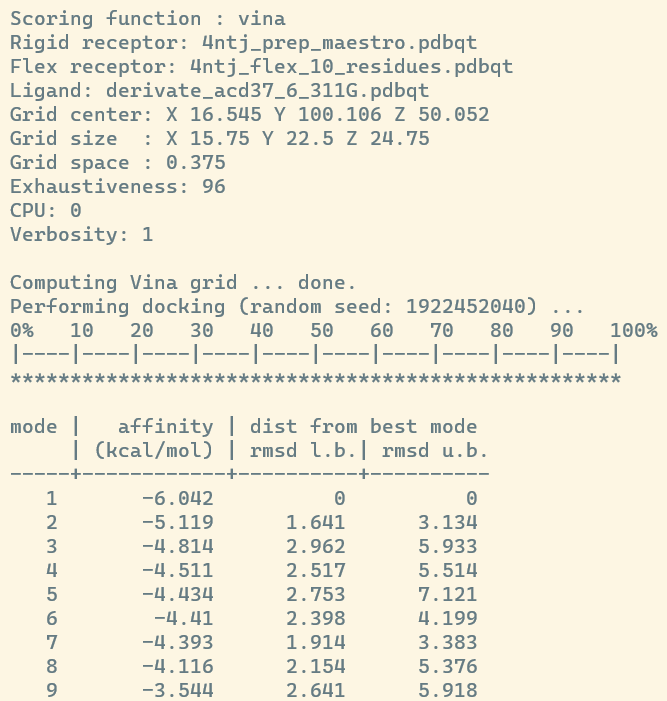 Scoring function : vina
Rigid receptor: 4ntj_prep_maestro.pdbqt
Flex receptor: 4ntj_flex_10_residues.pdbqt
Ligand: derivate_acd37_6_311G.pdbqt
Grid center: X 16.545 Y 100.106 Z 50.052
Grid size  : X 15.75 Y 22.5 Z 24.75
Grid space : 0.375
Exhaustiveness: 96
CPU: 0
Verbosity: 1

Computing Vina grid ... done.
Performing docking (random seed: 1922452040) ...
0%   10   20   30   40   50   60   70   80   90   100%
|----|----|----|----|----|----|----|----|----|----|
***************************************************

mode |   affinity | dist from best mode
     | (kcal/mol) | rmsd l.b.| rmsd u.b.
-----+------------+----------+----------
   1       -6.042          0          0
   2       -5.119      1.641      3.134
   3       -4.814      2.962      5.933
   4       -4.511      2.517      5.514
   5       -4.434      2.753      7.121
   6        -4.41      2.398      4.199
   7       -4.393      1.914      3.383
   8       -4.116      2.154      5.376
   9       -3.544      2.641      5.918